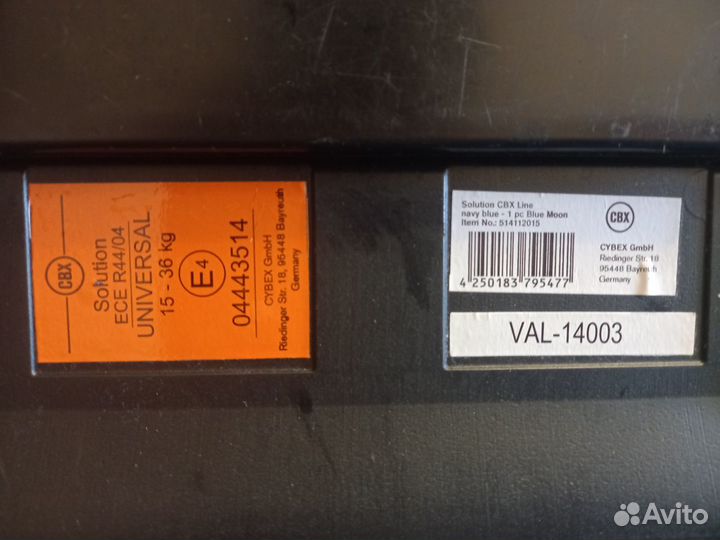 CBX
Solution
ECE R44/04
UNIVERSAL
15 - 36 kg
E4
04443514
CYBEX GmbH
Riedinger Str. 18, 95448 Bayreuth
Germany
Solution CBX Line
navy blue - 1 pc Blue Moon
Item No.: 514112015
4 250183 795477
CBX
CYBEX GmbH
Riedinger Str. 18
95448 Bayreuth
Germany
VAL-14003
Avito